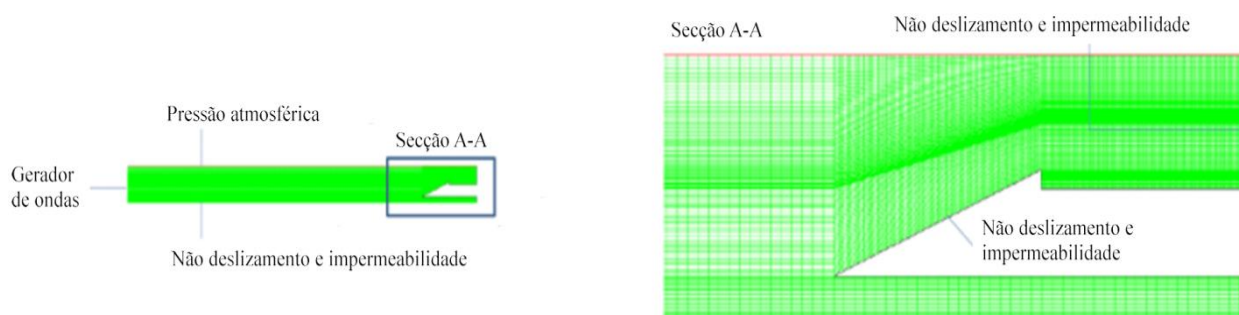 Pressão atmosférica
Secção A-A
Gerador
de ondas
Não deslizamento e impermeabilidade
Secção A-A
Não deslizamento e impermeabilidade
Não deslizamento e
impermeabilidade